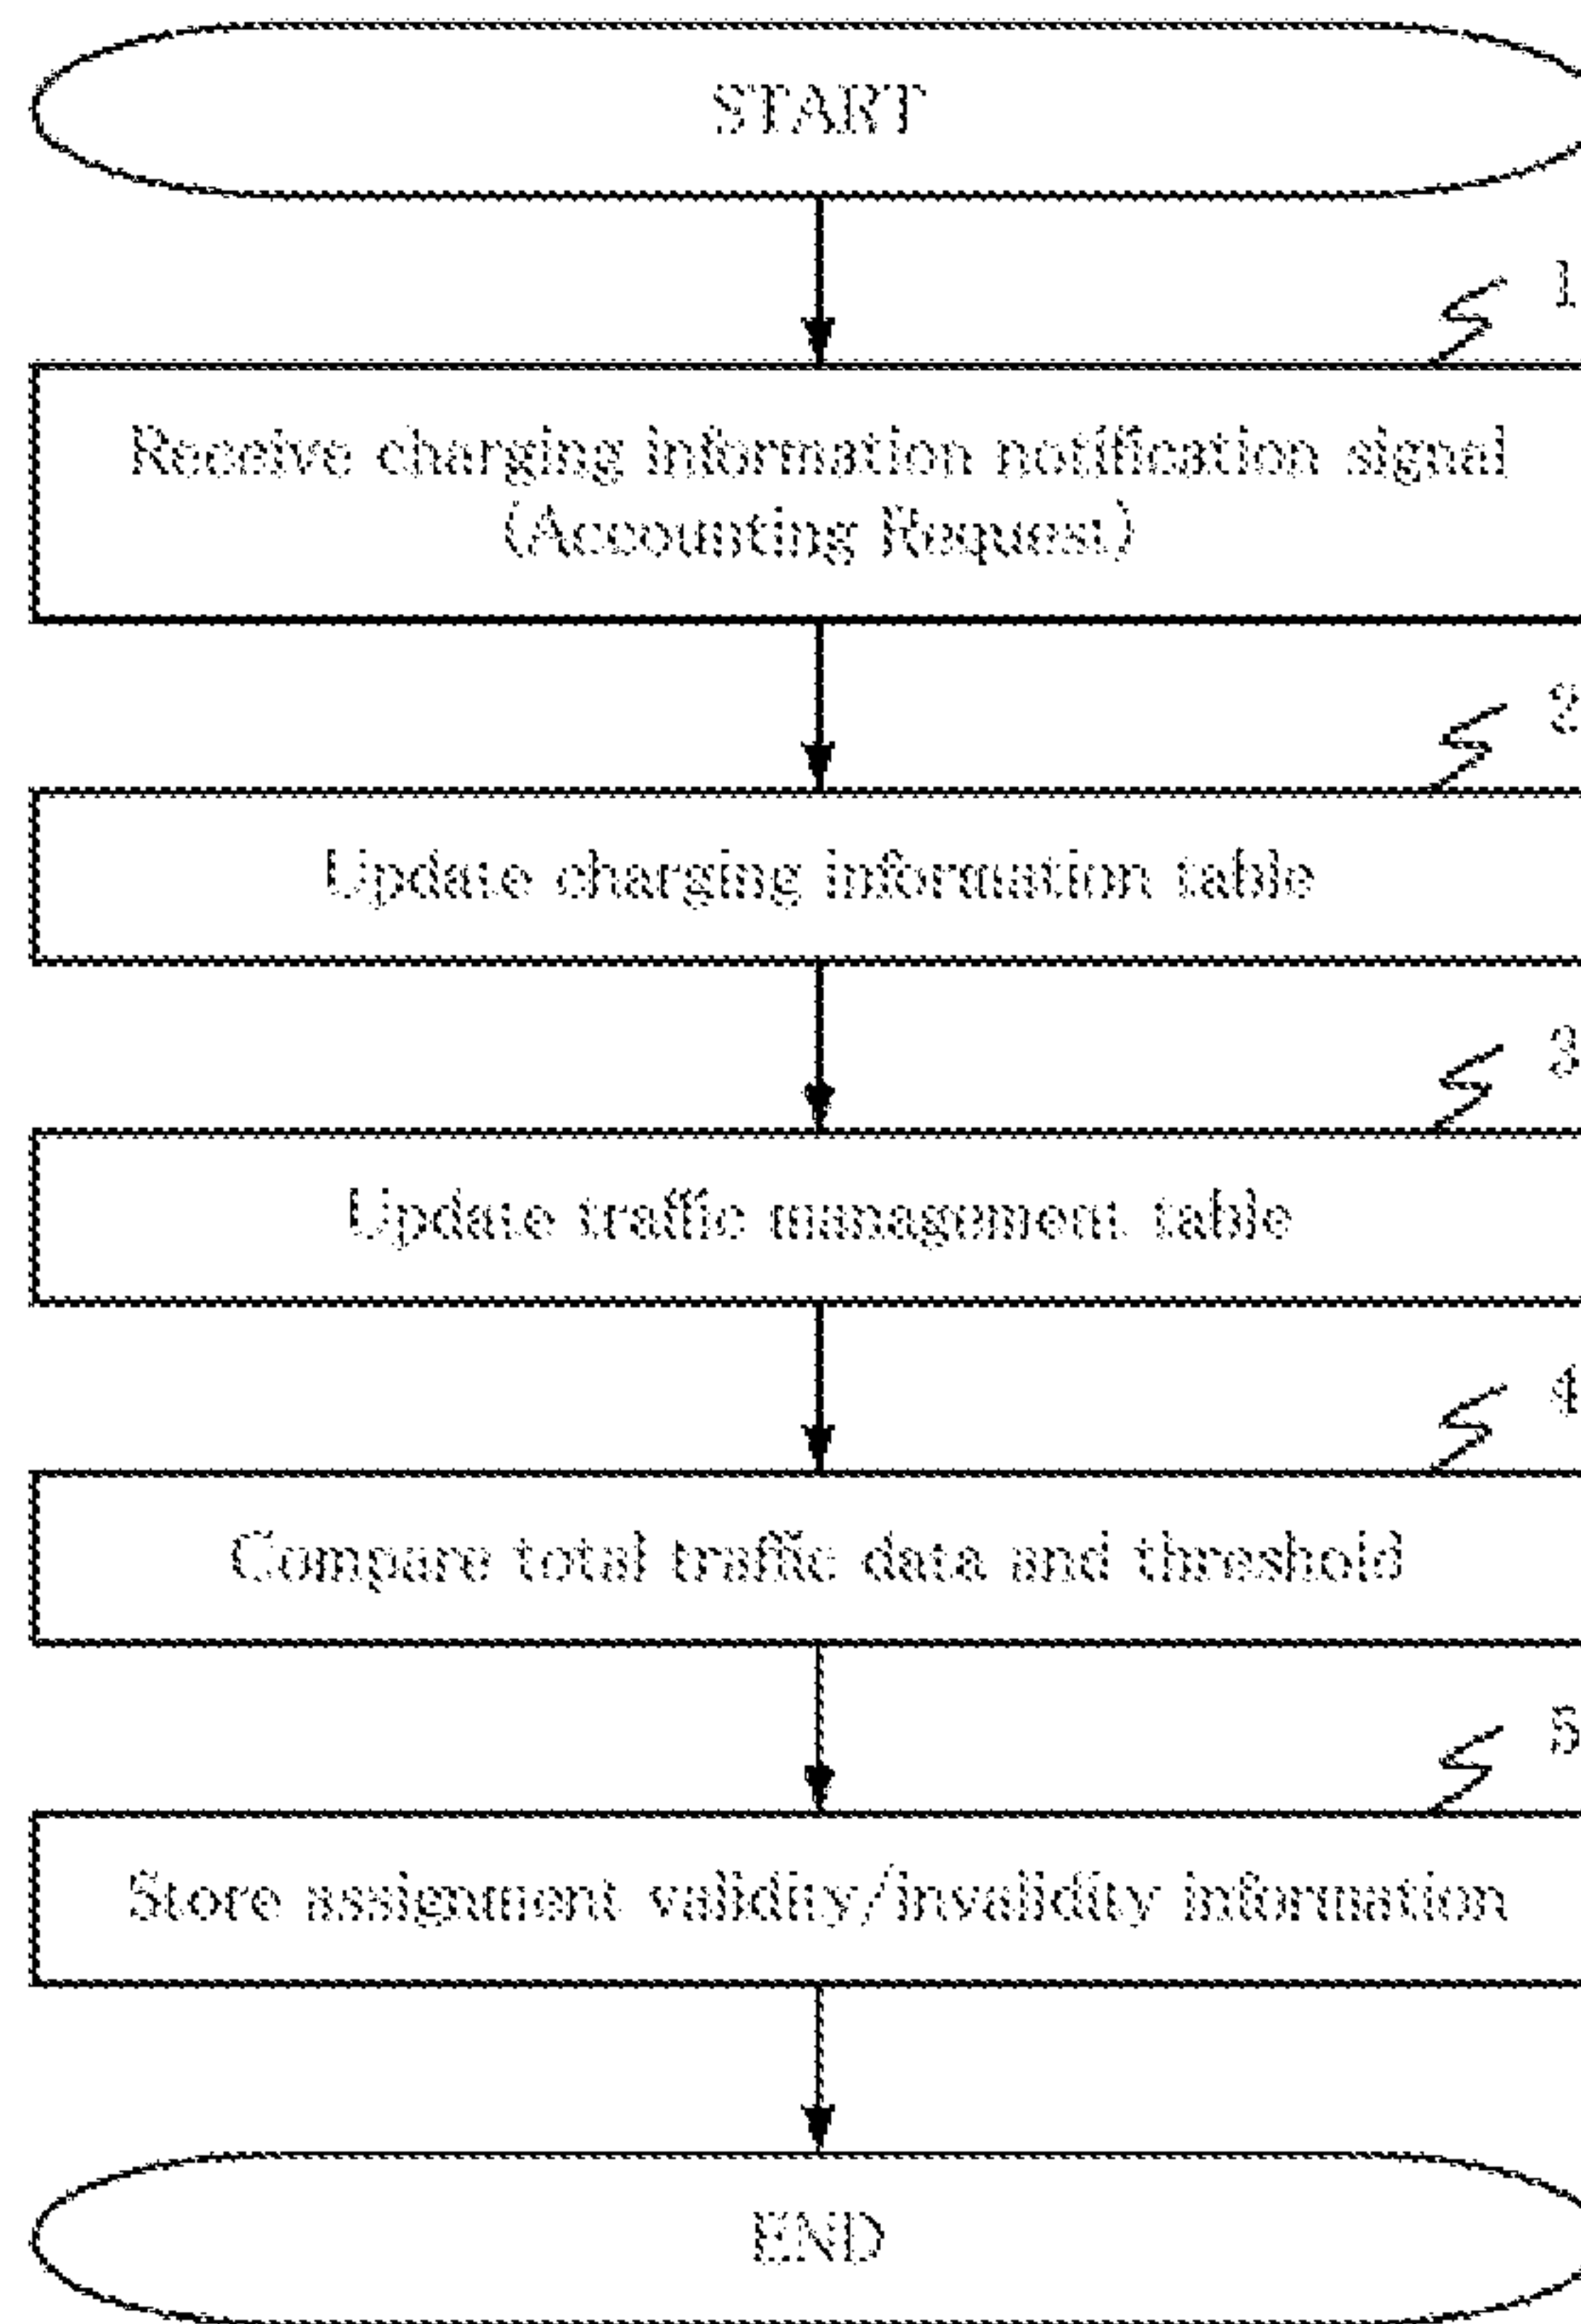 START
1
Receive charging information notification signal
(Accounting Request)
2
Update charging information table
3
Update traffic management table
4
Compare total traffic data and threshold
5
Store assignment validity/invalidity information
END